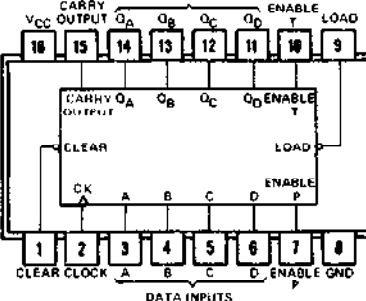 CARRY ENABLE
VCC OUTPUT QA QB QC QD T LOAD
16 15 14 13 12 11 10 9
CARRY QA QB QC QD ENABLE
OUTPUT T
CLEAR LOAD
ENABLE
CK A B C D P
1 2 3 4 5 6 7 8
CLEAR CLOCK A B C D ENABLE GND
P
DATA INPUTS